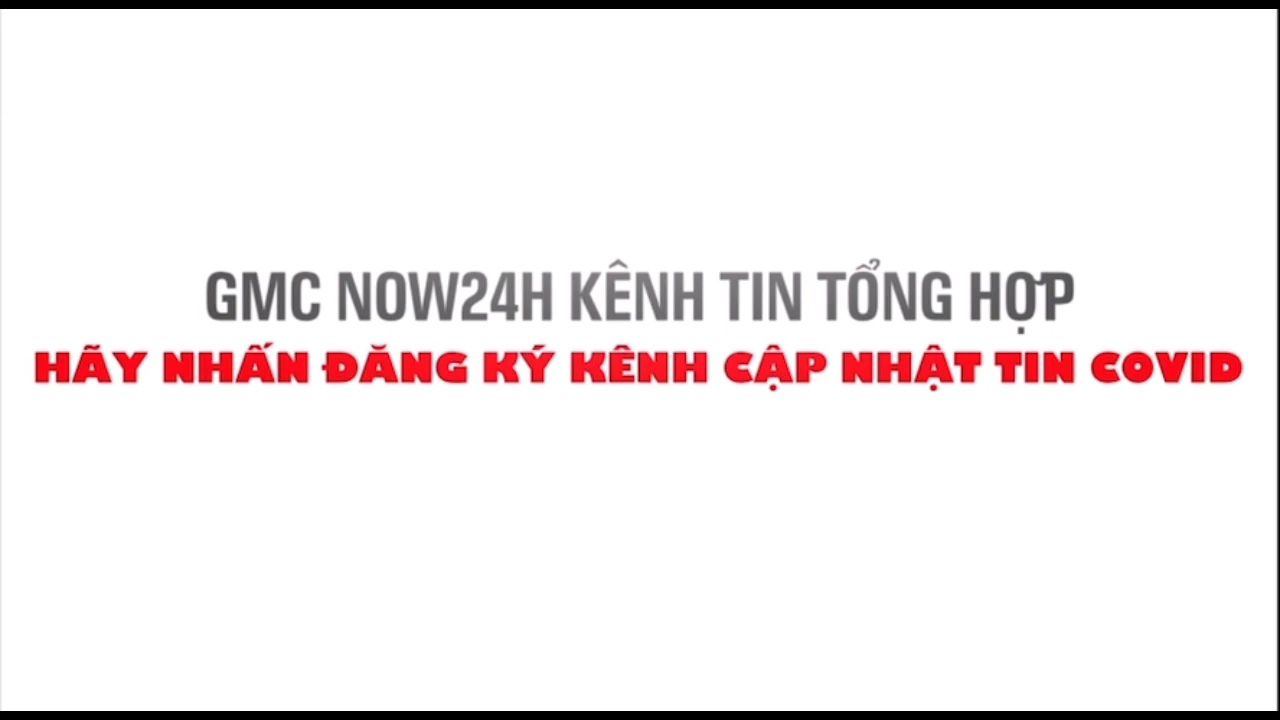 GMC NOW24H KÊNH TIN TỔNG HỢP
HÃY NHẤN ĐĂNG KÝ KÊNH CẬP NHẬT TIN COVID